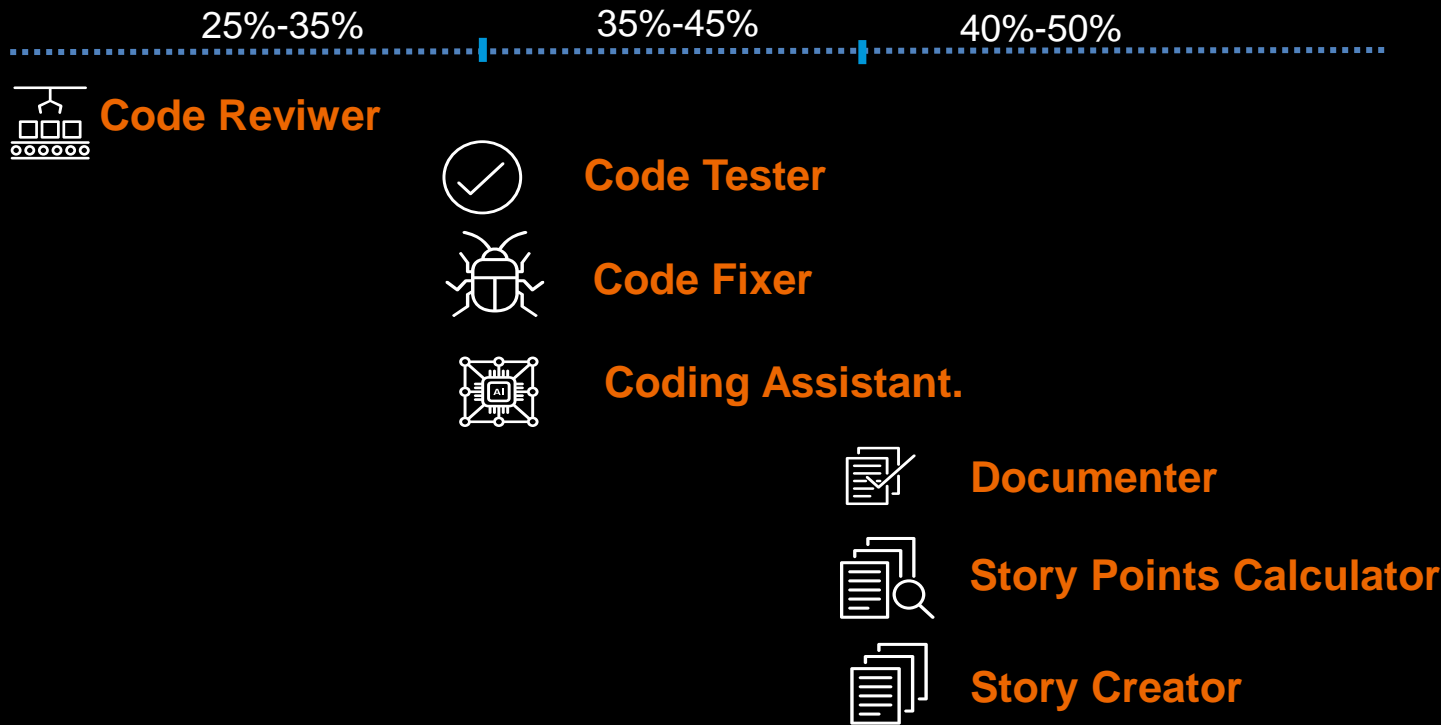 25%-35%
35%-45%
40%-50%
Code Reviwer
Code Tester
Code Fixer
AI
Coding Assistant.
Documenter
Story Points Calculator
Story Creator